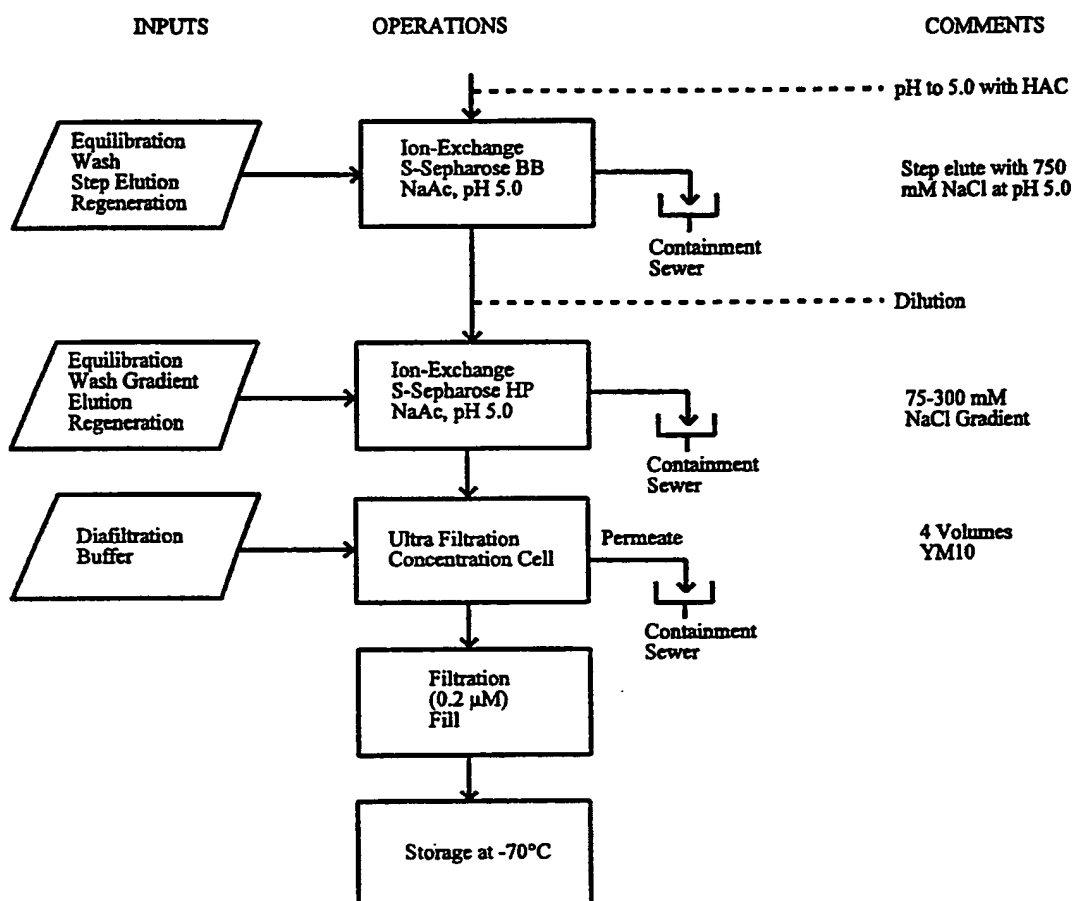 INPUTS
OPERATIONS
COMMENTS
pH to 5.0 with HAC
Equilibration
Wash
Step Elution
Regeneration
Ion-Exchange
S-Sepharose BB
NaAc, pH 5.0
Step elute with 750
mM NaCl at pH 5.0
Containment
Sewer
Dilution
Equilibration
Wash Gradient
Elution
Regeneration
Ion-Exchange
S-Sepharose HP
NaAc, pH 5.0
75-300 mM
NaCl Gradient
Containment
Sewer
Diafiltration
Buffer
Ultra Filtration
Concentration Cell
Permeate
4 Volumes
YM10
Containment
Sewer
Filtration
(0.2 μM)
Fill
Storage at -70°C